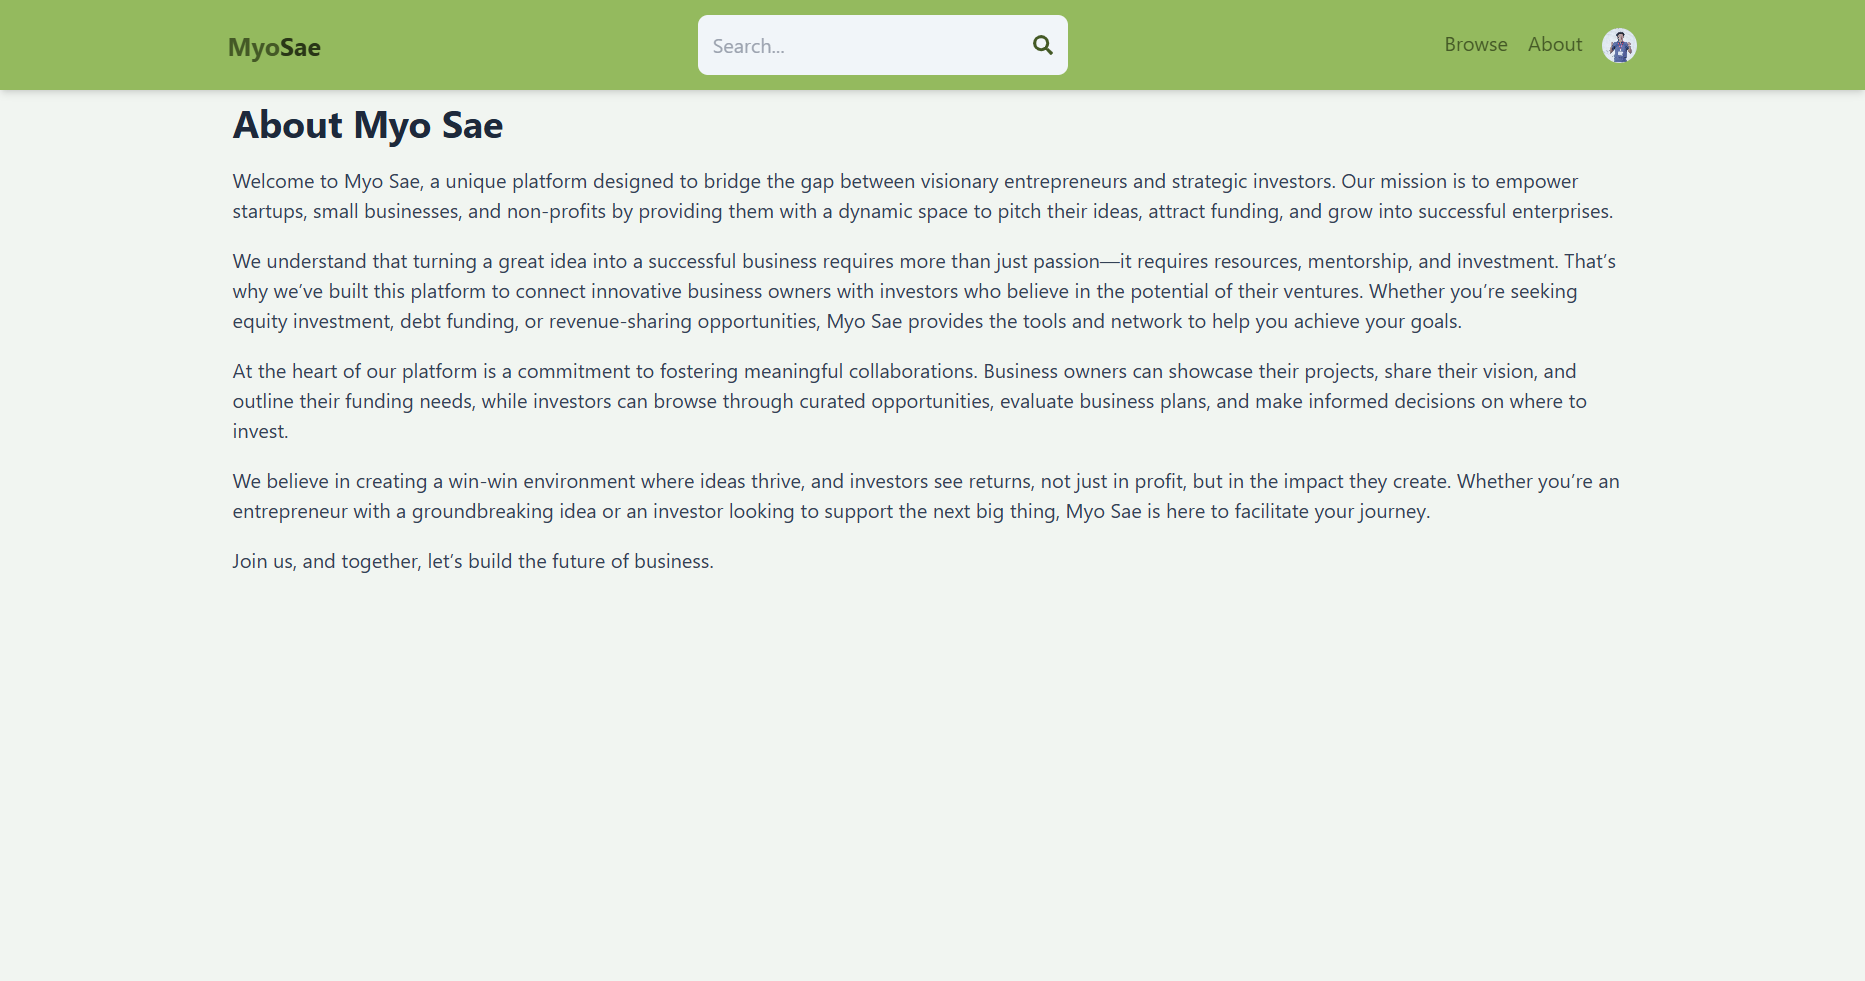 MyoSae
Search...
Browse
About
About Myo Sae
Welcome to Myo Sae, a unique platform designed to bridge the gap between visionary entrepreneurs and strategic investors. Our mission is to empower
startups, small businesses, and non-profits by providing them with a dynamic space to pitch their ideas, attract funding, and grow into successful enterprises.
We understand that turning a great idea into a successful business requires more than just passion—it requires resources, mentorship, and investment. That’s
why we’ve built this platform to connect innovative business owners with investors who believe in the potential of their ventures. Whether you’re seeking
equity investment, debt funding, or revenue-sharing opportunities, Myo Sae provides the tools and network to help you achieve your goals.
At the heart of our platform is a commitment to fostering meaningful collaborations. Business owners can showcase their projects, share their vision, and
outline their funding needs, while investors can browse through curated opportunities, evaluate business plans, and make informed decisions on where to
invest.
We believe in creating a win-win environment where ideas thrive, and investors see returns, not just in profit, but in the impact they create. Whether you’re an
entrepreneur with a groundbreaking idea or an investor looking to support the next big thing, Myo Sae is here to facilitate your journey.
Join us, and together, let’s build the future of business.